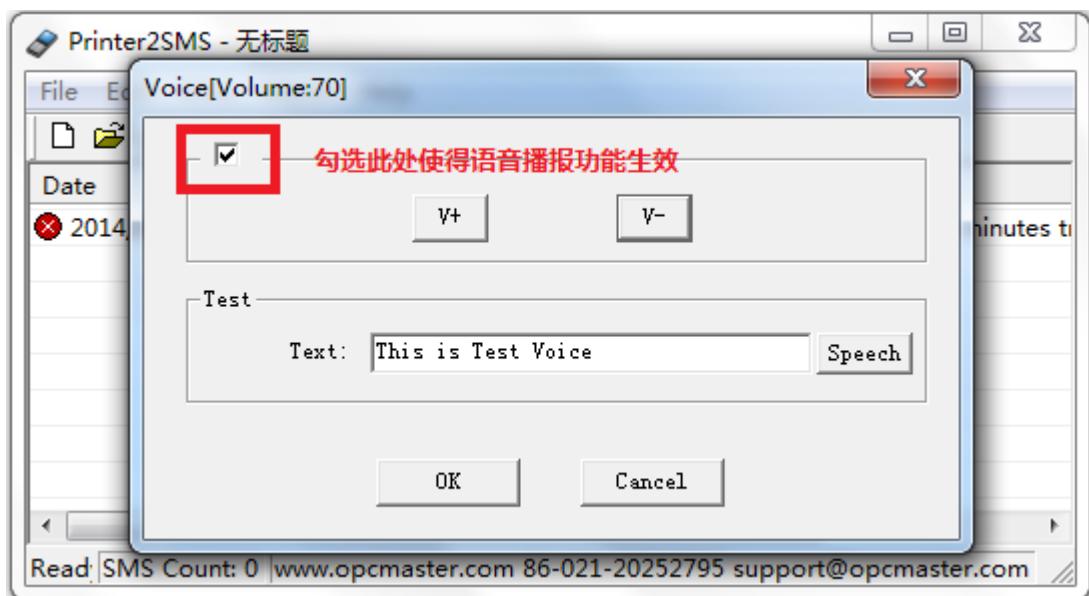 Printer2SMS - 无标题
File
Voice[Volume:70]
勾选此处使得语音播报功能生效
Date
V+ V-
2014
inutes
Test
Text: This is Test Voice Speech
OK Cancel
Read SMS Count: 0 www.opcmaster.com 86-021-20252795 support@opcmaster.com